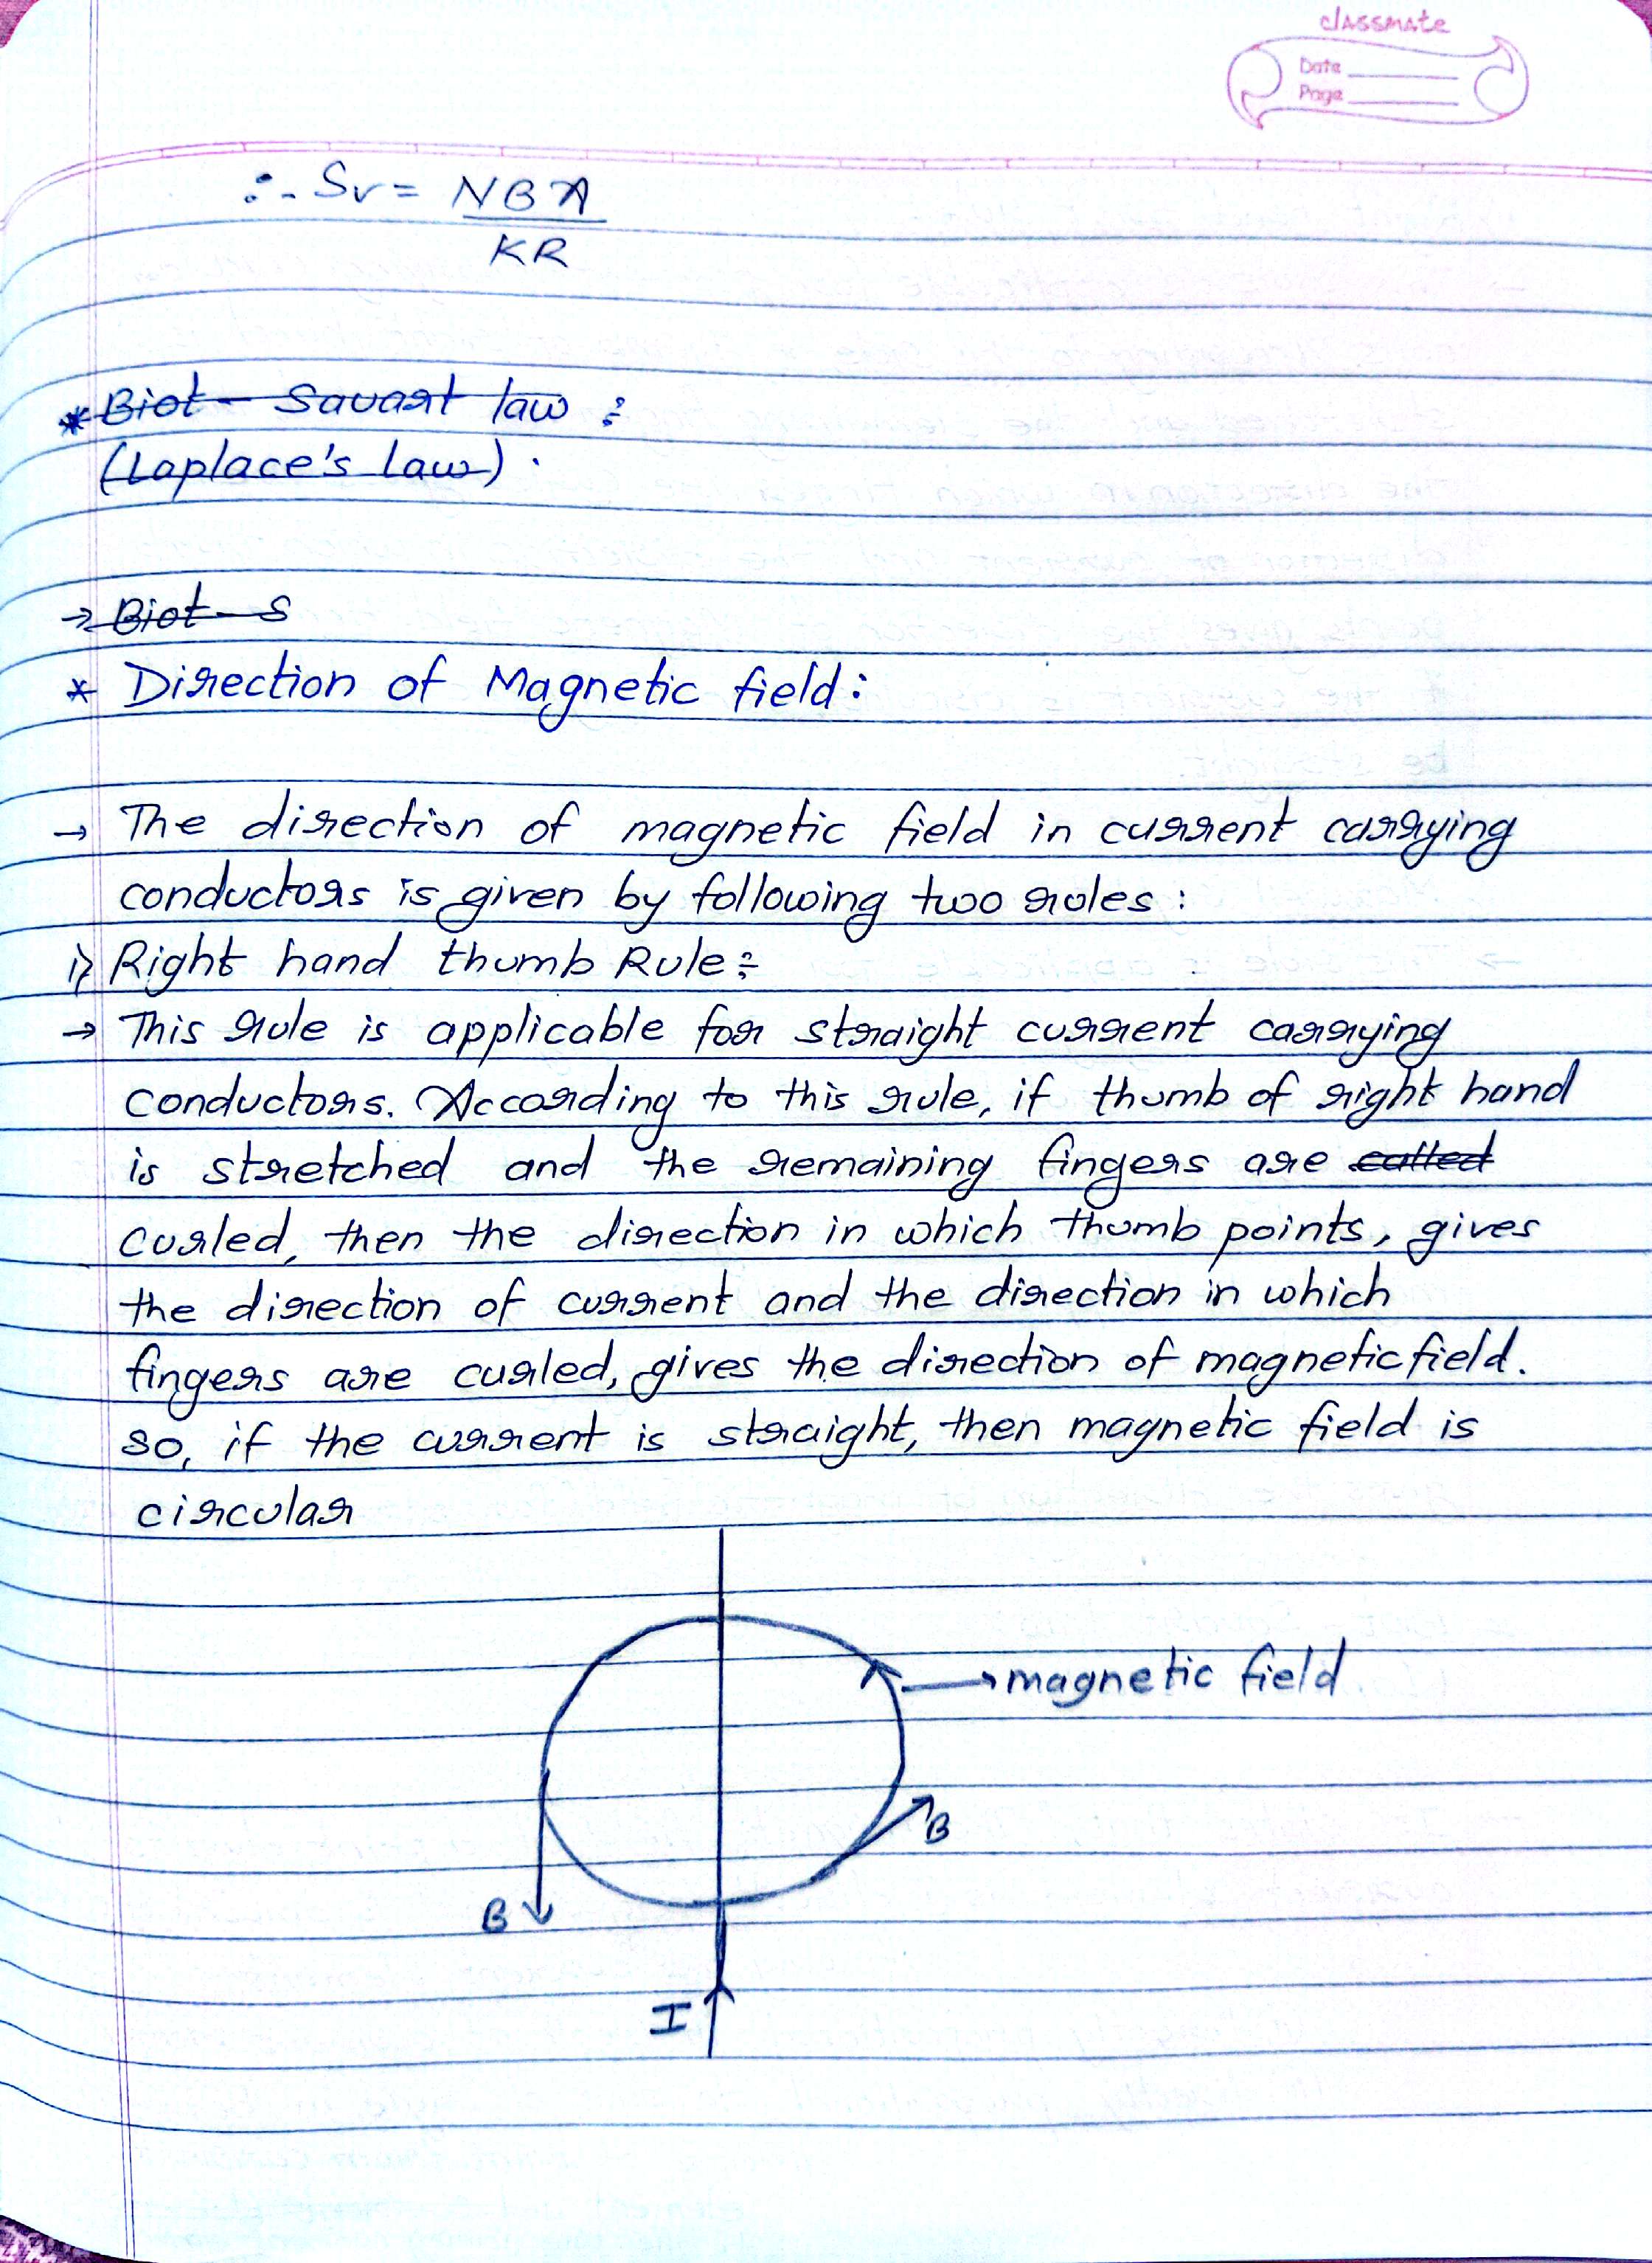 classmate
Date
Page
∴ Sv = NBA
KR
* Biot - Savart law :
(Laplace's law).
→ Biot - S
* Direction of Magnetic field:
→ The direction of magnetic field in current carrying
conductors is given by following two rules :
i) Right hand thumb Rule :
→ This rule is applicable for straight current carrying
conductors. According to this rule, if thumb of right hand
is stretched and the remaining fingers are called
curled, then the direction in which thumb points, gives
the direction of current and the direction in which
fingers are curled, gives the direction of magnetic field.
so, if the current is straight, then magnetic field is
circular
→ magnetic field
B
B
I